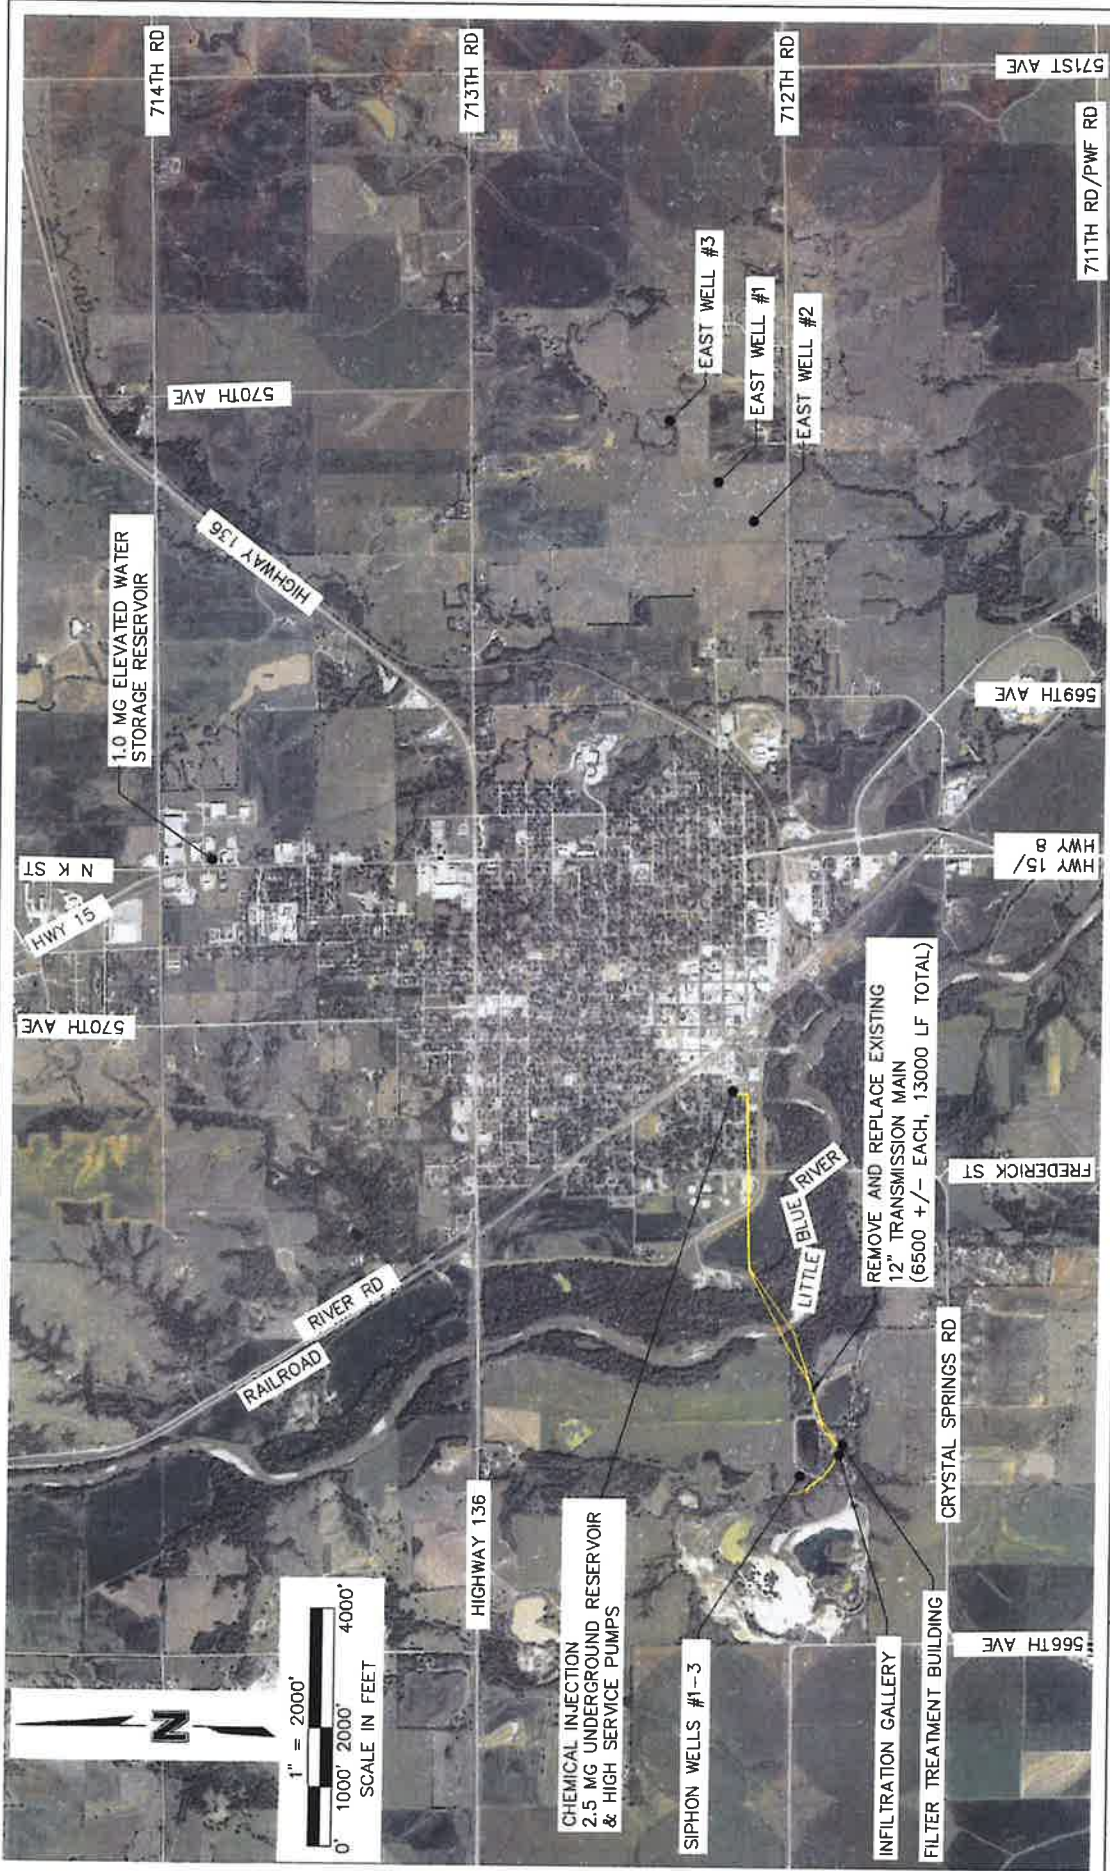 714TH RD
713TH RD
712TH RD
711TH RD/PWF RD
571ST AVE
570TH AVE
HIGHWAY 136
1.0 MG ELEVATED WATER
STORAGE RESERVOIR
N K ST
HWY 15
570TH AVE
EAST WELL #3
EAST WELL #1
EAST WELL #2
569TH AVE
HWY 15/
HWY 8
REMOVE AND REPLACE EXISTING
12" TRANSMISSION MAIN
(6500 +/- EACH, 13000 LF TOTAL)
FREDERICK ST
LITTLE BLUE RIVER
RIVER RD
RAILROAD
HIGHWAY 136
CRYSTAL SPRINGS RD
CHEMICAL INJECTION
2.5 MG UNDERGROUND RESERVOIR
& HIGH SERVICE PUMPS
SIPHON WELLS #1-3
INFILTRATION GALLERY
FILTER TREATMENT BUILDING
566TH AVE
N
1" = 2000'
0' 1000' 2000' 4000'
SCALE IN FEET